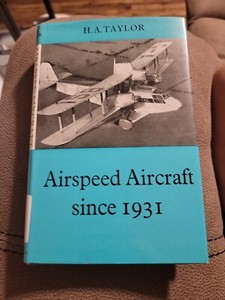 H.A.TAYLOR
Airspeed Aircraft
since 1931